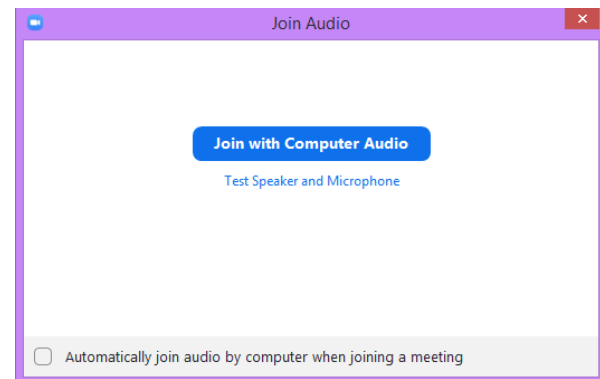 Join Audio
Join with Computer Audio
Test Speaker and Microphone
Automatically join audio by computer when joining a meeting